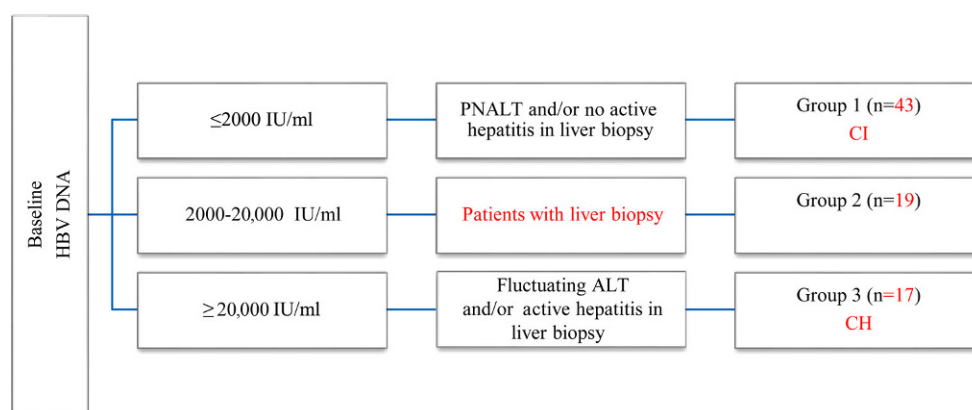 Baseline
HBV DNA
≤2000 IU/ml
PNALT and/or no active
hepatitis in liver biopsy
Group 1 (n=43)
CI
2000-20,000 IU/ml
Patients with liver biopsy
Group 2 (n=19)
≥ 20,000 IU/ml
Fluctuating ALT
and/or active hepatitis in
liver biopsy
Group 3 (n=17)
CH